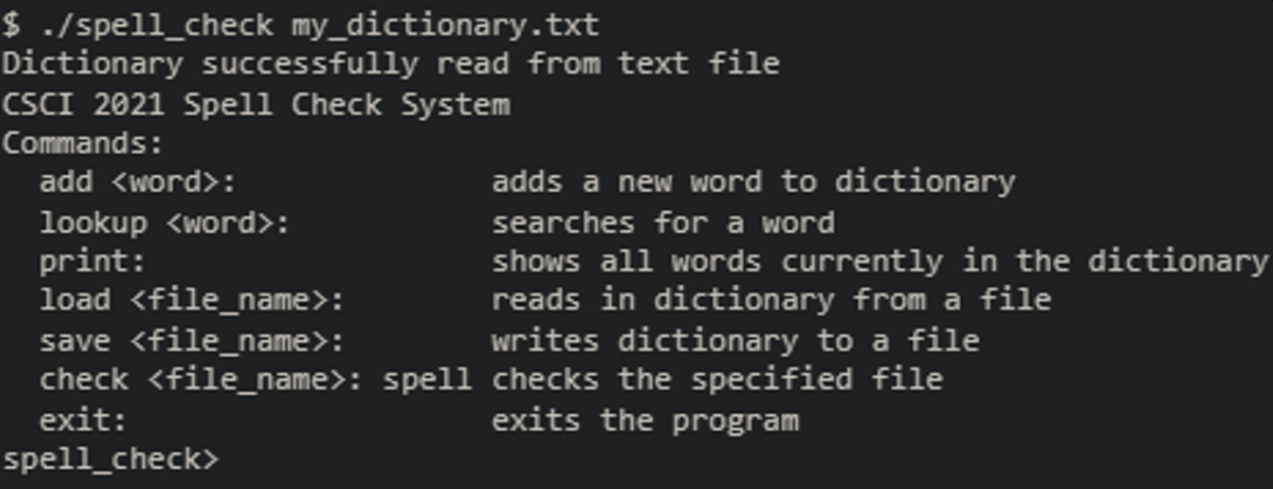 $ ./spell_check my_dictionary.txt
Dictionary successfully read from text file
CSCI 2021 Spell Check System
Commands:
  add <word>:              adds a new word to dictionary
  lookup <word>:           searches for a word
  print:                   shows all words currently in the dictionary
  load <file_name>:        reads in dictionary from a file
  save <file_name>:        writes dictionary to a file
  check <file_name>: spell checks the specified file
  exit:                    exits the program
spell_check>